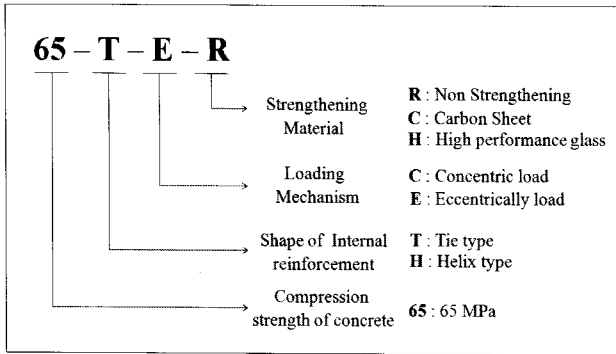 65 – T – E – R
Strengthening
Material
R : Non Strengthening
C : Carbon Sheet
H : High performance glass
Loading
Mechanism
C : Concentric load
E : Eccentrically load
Shape of Internal
reinforcement
T : Tie type
H : Helix type
Compression
strength of concrete
65 : 65 MPa